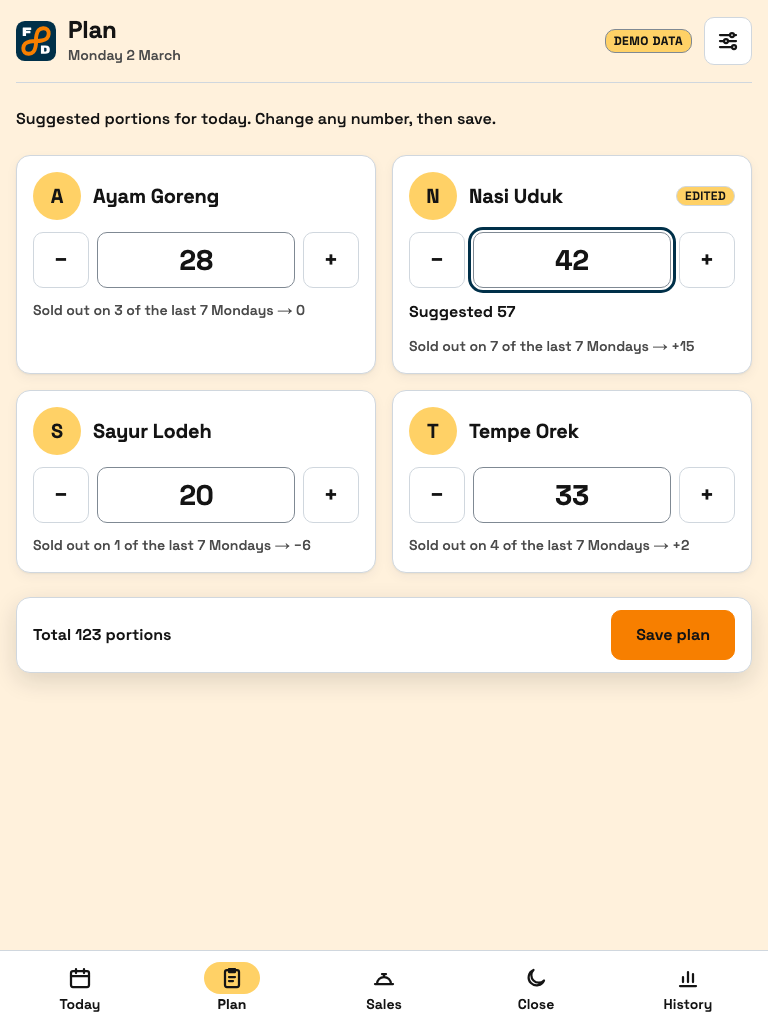 F D
Plan
Monday 2 March
DEMO DATA
Suggested portions for today. Change any number, then save.
A Ayam Goreng
− 28 +
Sold out on 3 of the last 7 Mondays → 0
N Nasi Uduk EDITED
− 42 +
Suggested 57
Sold out on 7 of the last 7 Mondays → +15
S Sayur Lodeh
− 20 +
Sold out on 1 of the last 7 Mondays → −6
T Tempe Orek
− 33 +
Sold out on 4 of the last 7 Mondays → +2
Total 123 portions
Save plan
Today Plan Sales Close History